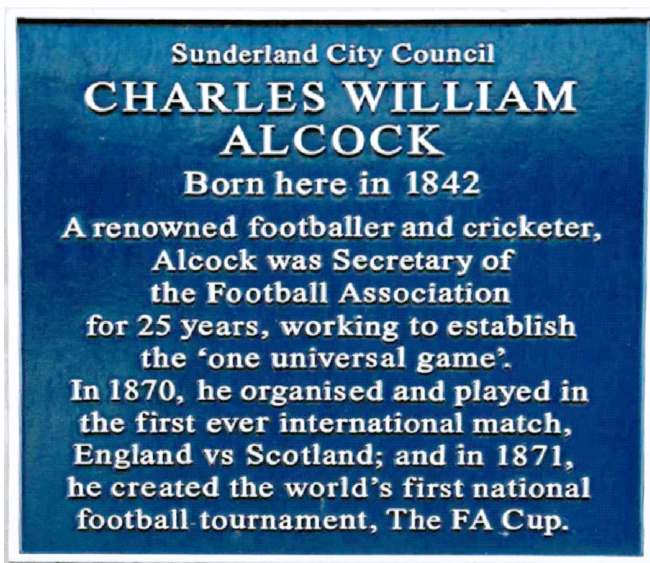 Sunderland City Council
CHARLES WILLIAM
ALCOCK
Born here in 1842
A renowned footballer and cricketer,
Alcock was Secretary of
the Football Association
for 25 years, working to establish
the ‘one universal game’.
In 1870, he organised and played in
the first ever international match,
England vs Scotland; and in 1871,
he created the world’s first national
football tournament, The FA Cup.